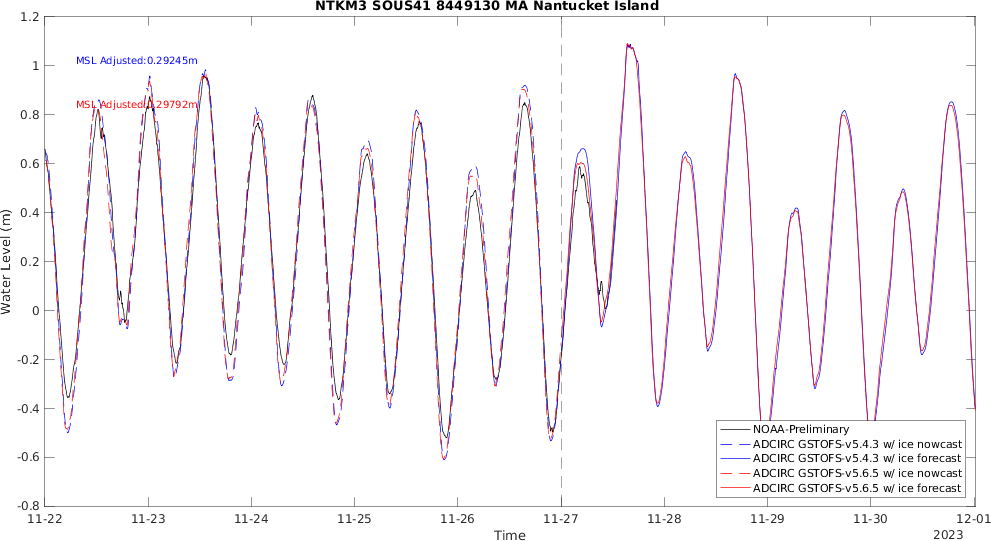 NTKM3 SOUS41 8449130 MA Nantucket Island
MSL Adjusted:0.29245m
MSL Adjusted:0.29792m
Water Level (m)
1.2
1
0.8
0.6
0.4
0.2
0
-0.2
-0.4
-0.6
-0.8
NOAA-Preliminary
ADCIRC GSTOFS-v5.4.3 w/ ice nowcast
ADCIRC GSTOFS-v5.4.3 w/ ice forecast
ADCIRC GSTOFS-v5.6.5 w/ ice nowcast
ADCIRC GSTOFS-v5.6.5 w/ ice forecast
11-22 11-23 11-24 11-25 11-26 11-27 11-28 11-29 11-30 12-01
Time
2023